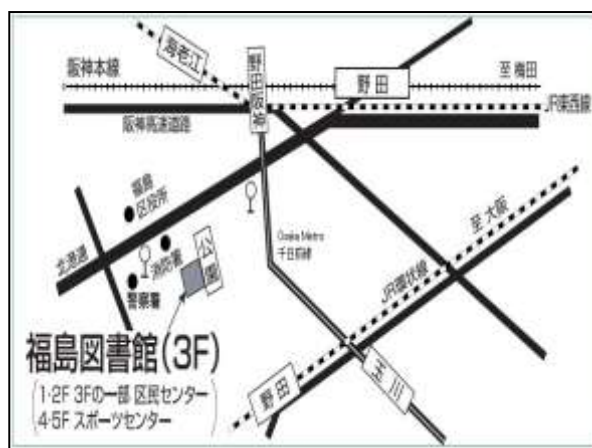 海老江
阪神本線
野田阪神
野田
至 梅田
JR東西線
阪神高速道路
福島
区役所
北港通
消防署
公園
警察署
Osaka Metro
千日前線
至 大阪
JR環状線
福島図書館(3F)
1・2F 3Fの一部 区民センター
4・5F スポーツセンター
野田
玉川